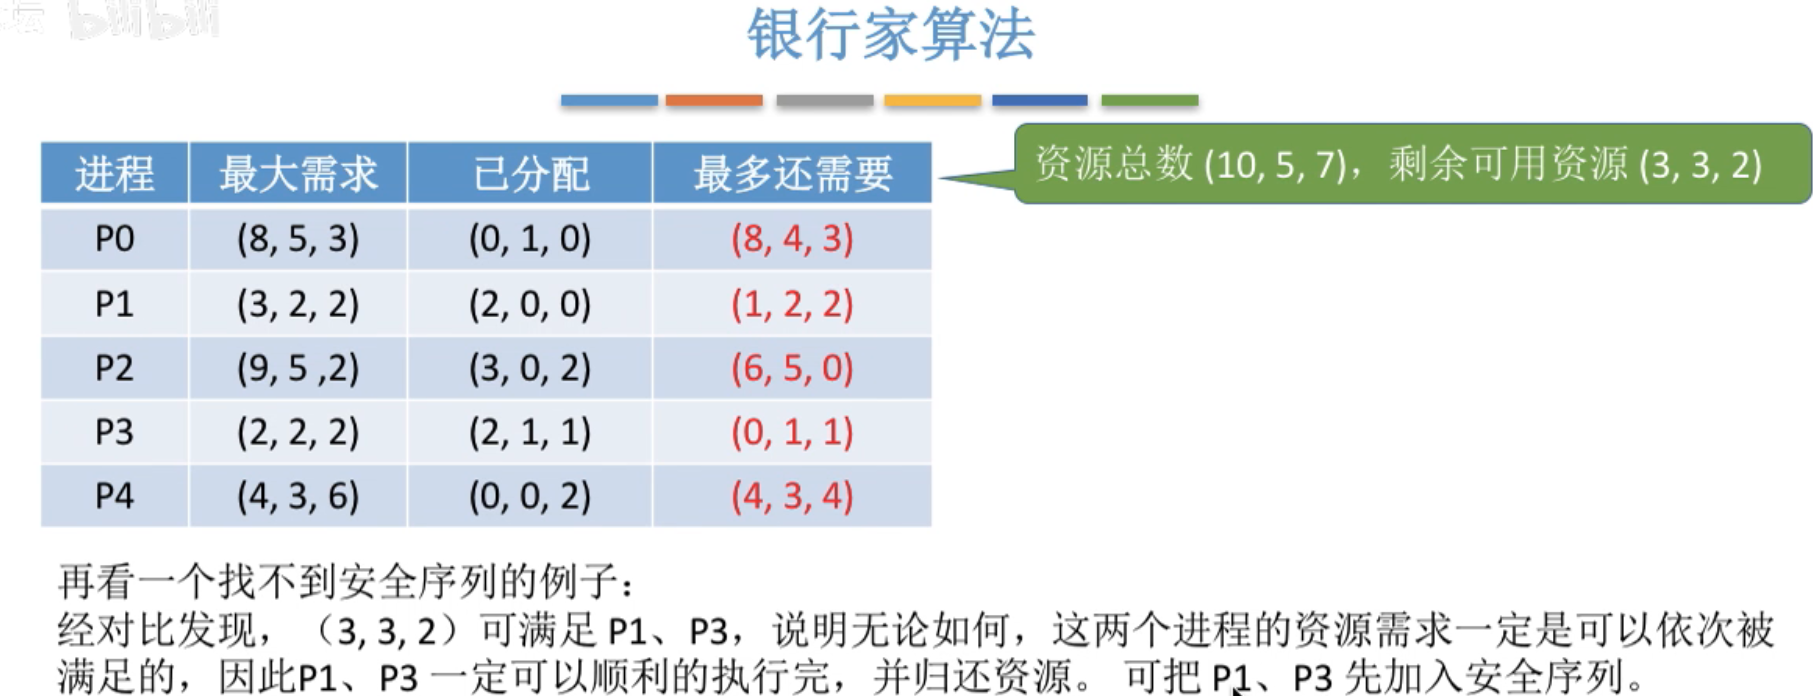 坛 bilibili
银行家算法
资源总数 (10, 5, 7)，剩余可用资源 (3, 3, 2)
进程 最大需求 已分配 最多还需要
P0 (8, 5, 3) (0, 1, 0) (8, 4, 3)
P1 (3, 2, 2) (2, 0, 0) (1, 2, 2)
P2 (9, 5 ,2) (3, 0, 2) (6, 5, 0)
P3 (2, 2, 2) (2, 1, 1) (0, 1, 1)
P4 (4, 3, 6) (0, 0, 2) (4, 3, 4)
再看一个找不到安全序列的例子：
经对比发现，（3, 3, 2）可满足 P1、P3，说明无论如何，这两个进程的资源需求一定是可以依次被
满足的，因此P1、P3 一定可以顺利的执行完，并归还资源。 可把 P1、P3 先加入安全序列。